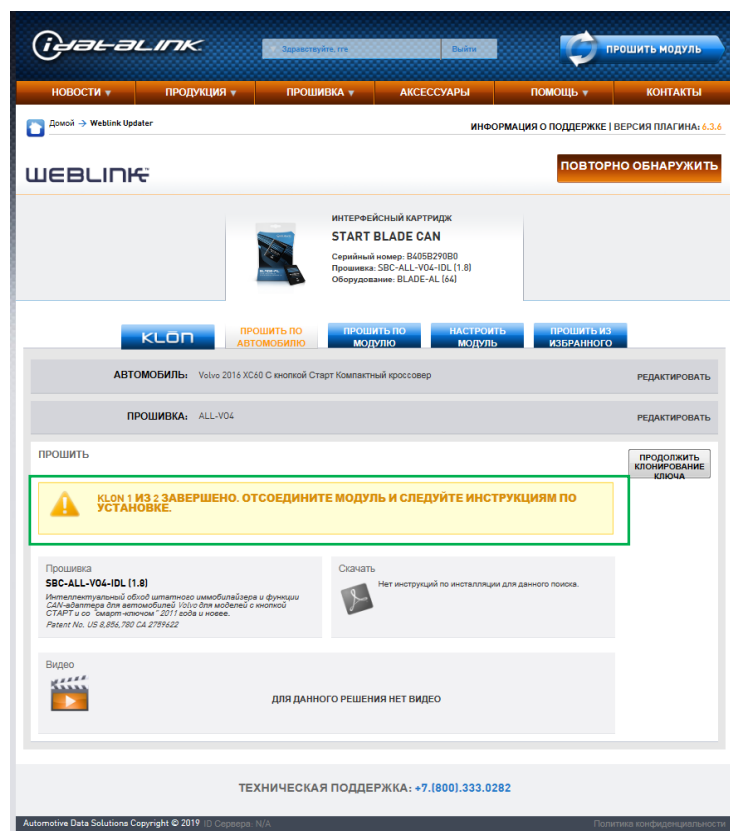 idatalink
Здравствуйте, rre
Выйти
ПРОШИТЬ МОДУЛЬ
НОВОСТИ
ПРОДУКЦИЯ
ПРОШИВКА
АКСЕССУАРЫ
ПОМОЩЬ
КОНТАКТЫ
Домой → Weblink Updater
ИНФОРМАЦИЯ О ПОДДЕРЖКЕ | ВЕРСИЯ ПЛАГИНА: 6.3.6
WEBLINK
ПОВТОРНО ОБНАРУЖИТЬ
ИНТЕРФЕЙСНЫЙ КАРТРИДЖ
START BLADE CAN
Серийный номер: B405B290B0
Прошивка: SBC-ALL-VO4-IDL (1.8)
Оборудование: BLADE-AL (64)
KLŌN
ПРОШИТЬ ПО
АВТОМОБИЛЮ
ПРОШИТЬ ПО
МОДУЛЮ
НАСТРОИТЬ
МОДУЛЬ
ПРОШИТЬ ИЗ
ИЗБРАННОГО
АВТОМОБИЛЬ: Volvo 2016 XC60 С кнопкой Старт Компактный кроссовер
РЕДАКТИРОВАТЬ
ПРОШИВКА: ALL-VO4
РЕДАКТИРОВАТЬ
ПРОШИТЬ
ПРОДОЛЖИТЬ
КЛОНИРОВАНИЕ
КЛЮЧА
KLON 1 ИЗ 2 ЗАВЕРШЕНО. ОТСОЕДИНИТЕ МОДУЛЬ И СЛЕДУЙТЕ ИНСТРУКЦИЯМ ПО
УСТАНОВКЕ.
Прошивка
SBC-ALL-VO4-IDL (1.8)
Интеллектуальный обход штатного иммобилайзера и функции
CAN-адаптера для автомобилей Volvo для моделей с кнопкой
СТАРТ и со "смарт-ключом" 2011 года и новее.
Patent No. US 8,856,780 CA 2759622
Скачать
Нет инструкций по инсталляции для данного поиска.
Видео
ДЛЯ ДАННОГО РЕШЕНИЯ НЕТ ВИДЕО
ТЕХНИЧЕСКАЯ ПОДДЕРЖКА: +7.(800).333.0282
Automotive Data Solutions Copyright © 2019 ID Сервера: N/A
Политика конфиденциальности